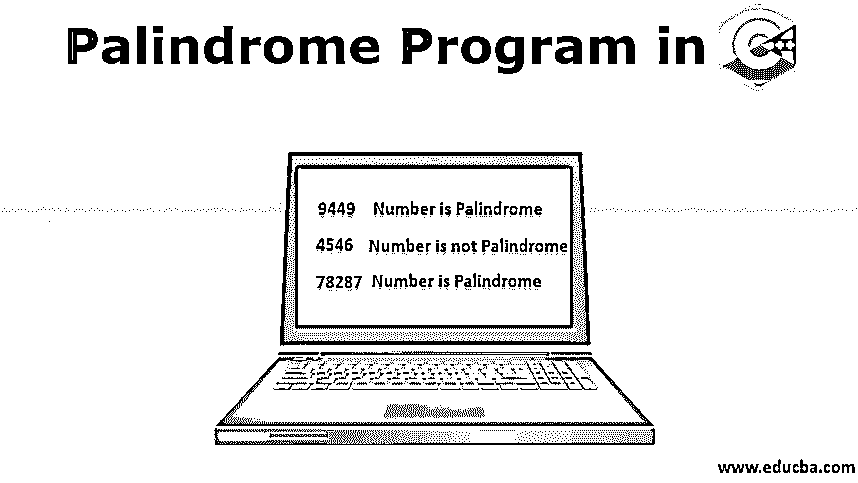 Palindrome Program in C++
9449 Number is Palindrome
4546 Number is not Palindrome
78287 Number is Palindrome
www.educba.com